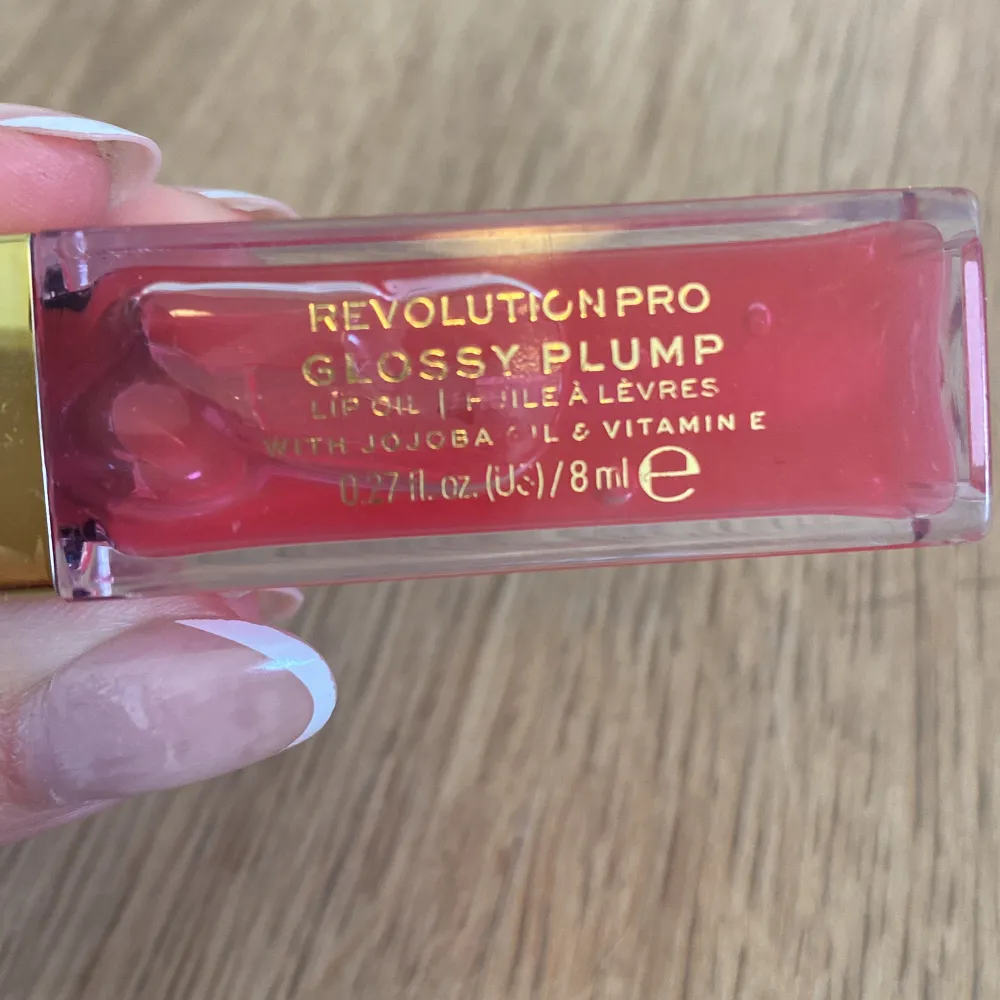 REVOLUTION PRO
GLOSSY PLUMP
LIP OIL | HUILE À LÈVRES
WITH JOJOBA OIL & VITAMIN E
0.27 fl. oz. (US) / 8 ml ℮